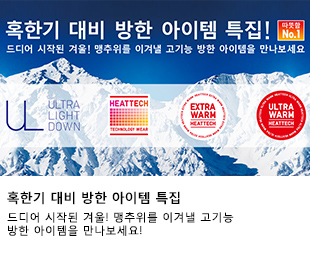 혹한기 대비 방한 아이템 특집!
따뜻함
No.1
드디어 시작된 겨울! 맹추위를 이겨낼 고기능 방한 아이템을 만나보세요
UL
ULTRA
LIGHT
DOWN
HEATTECH
TECHNOLOGY WEAR
EXTRA
WARM
HEATTECH
ULTRA
WARM
HEATTECH
혹한기 대비 방한 아이템 특집
드디어 시작된 겨울! 맹추위를 이겨낼 고기능
방한 아이템을 만나보세요!